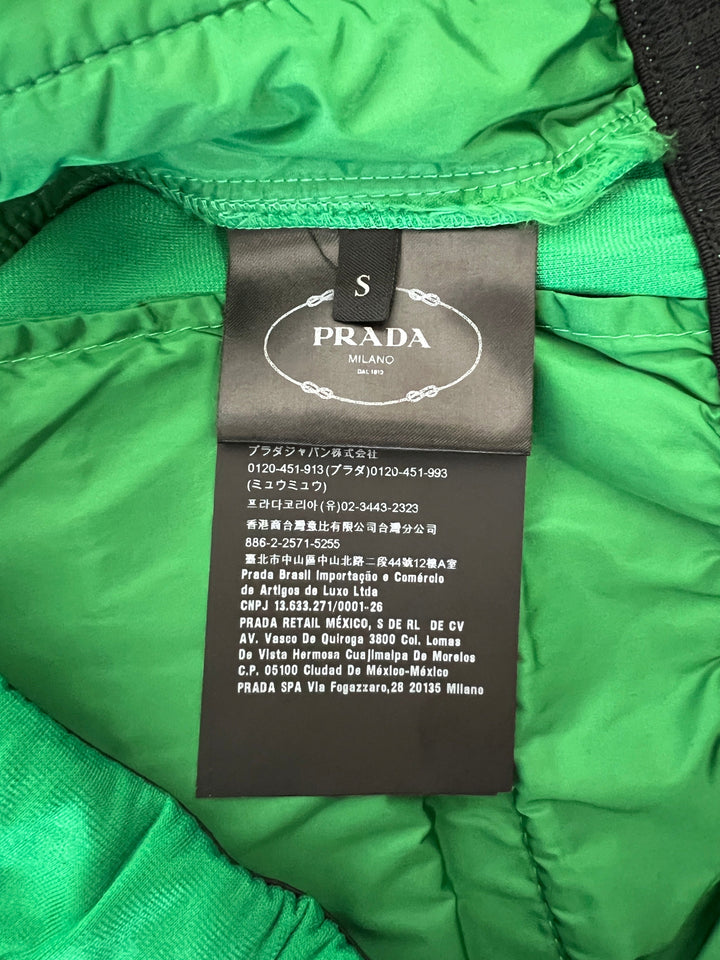 S
PRADA
MILANO
DAL 1913
プラダジャパン株式会社
0120-451-913(プラダ)0120-451-993
(ミュウミュウ)
프라다코리아(유)02-3443-2323
香港商台灣意比有限公司台灣分公司
886-2-2571-5255
臺北市中山區中山北路二段44號12樓A室
Prada Brasil Importação e Comércio
de Artigos de Luxo Ltda
CNPJ 13.633.271/0001-26
PRADA RETAIL MÉXICO, S DE RL DE CV
AV. Vasco De Quiroga 3800 Col. Lomas
De Vista Hermosa Cuajimalpa De Morelos
C.P. 05100 Ciudad De México-México
PRADA SPA Via Fogazzaro,28 20135 Milano